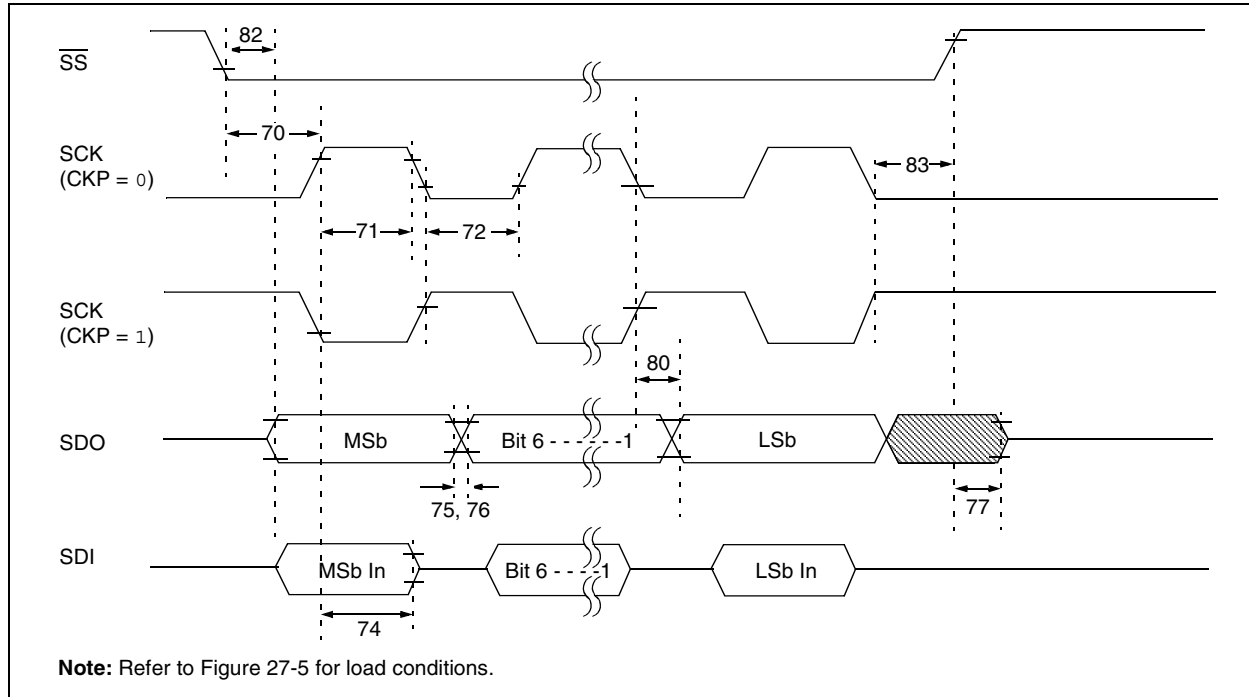 82
SS
70
SCK
(CKP = 0)
83
71
72
SCK
(CKP = 1)
80
SDO
MSb
Bit 6 - - - - - -1
LSb
75, 76
77
SDI
MSb In
Bit 6 - - - -1
LSb In
74
Note: Refer to Figure 27-5 for load conditions.